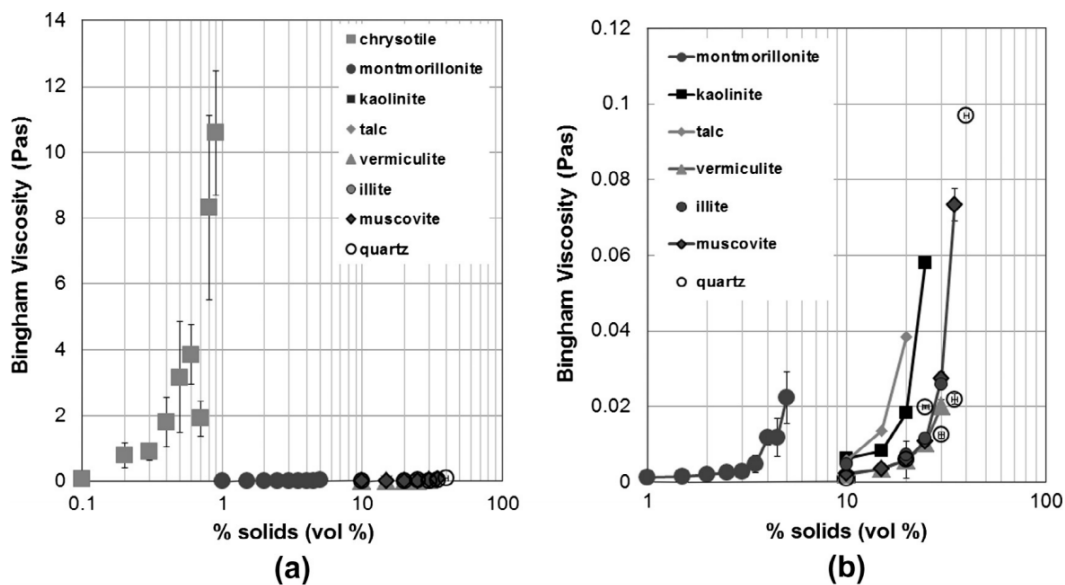 14
12
10
8
6
4
2
0
Bingham Viscosity (Pas)
chrysotile
montmorillonite
kaolinite
talc
vermiculite
illite
muscovite
quartz
0.1
1
10
100
% solids (vol %)
(a)
0.12
0.1
0.08
0.06
0.04
0.02
0
Bingham Viscosity (Pas)
montmorillonite
kaolinite
talc
vermiculite
illite
muscovite
quartz
1
10
100
% solids (vol %)
(b)